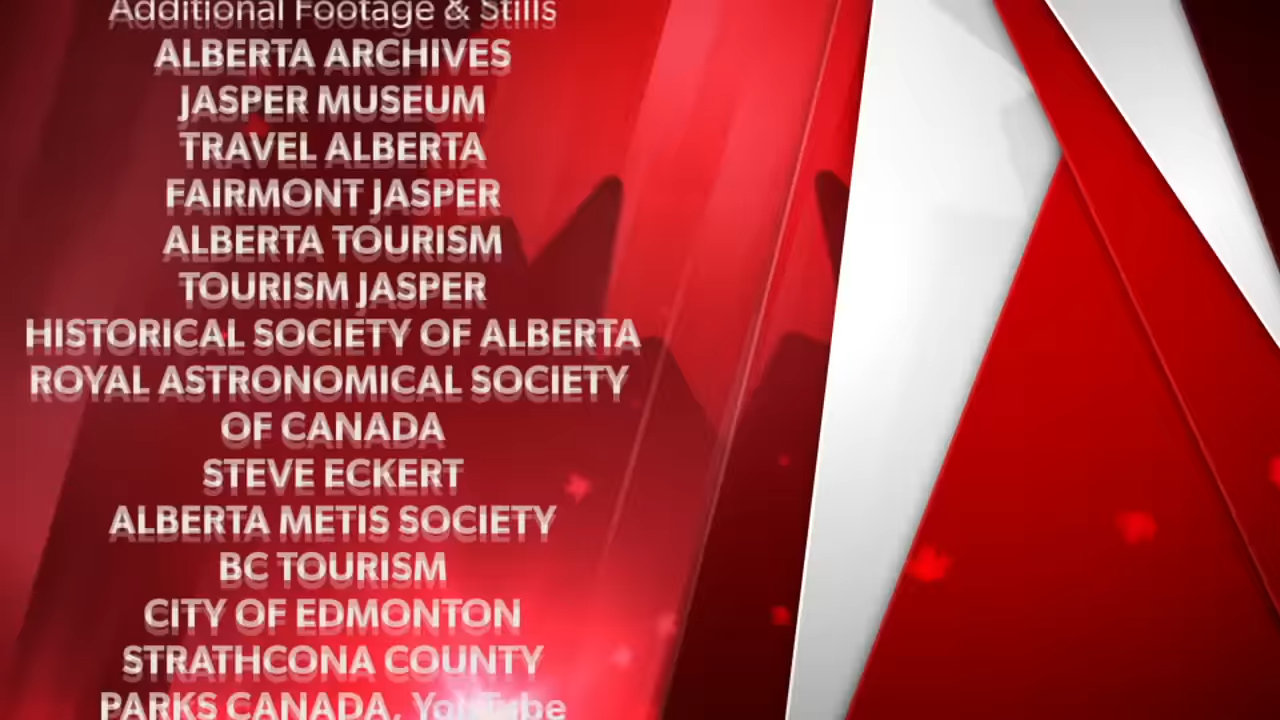 Additional Footage & Stills
ALBERTA ARCHIVES
JASPER MUSEUM
TRAVEL ALBERTA
FAIRMONT JASPER
ALBERTA TOURISM
TOURISM JASPER
HISTORICAL SOCIETY OF ALBERTA
ROYAL ASTRONOMICAL SOCIETY
OF CANADA
STEVE ECKERT
ALBERTA METIS SOCIETY
BC TOURISM
CITY OF EDMONTON
STRATHCONA COUNTY
PARKS CANADA, YouTube